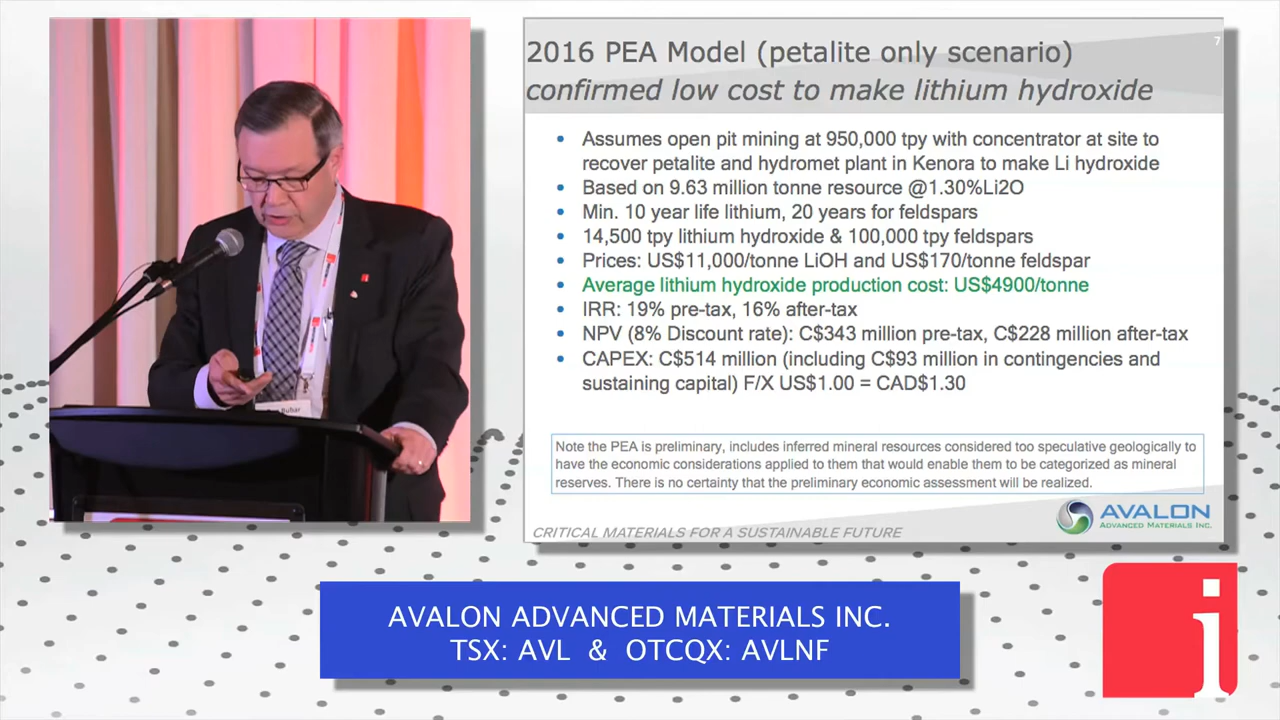 7
2016 PEA Model (petalite only scenario)
confirmed low cost to make lithium hydroxide
• Assumes open pit mining at 950,000 tpy with concentrator at site to
recover petalite and hydromet plant in Kenora to make Li hydroxide
• Based on 9.63 million tonne resource @1.30%Li2O
• Min. 10 year life lithium, 20 years for feldspars
• 14,500 tpy lithium hydroxide & 100,000 tpy feldspars
• Prices: US$11,000/tonne LiOH and US$170/tonne feldspar
• Average lithium hydroxide production cost: US$4900/tonne
• IRR: 19% pre-tax, 16% after-tax
• NPV (8% Discount rate): C$343 million pre-tax, C$228 million after-tax
• CAPEX: C$514 million (including C$93 million in contingencies and
sustaining capital) F/X US$1.00 = CAD$1.30
Note the PEA is preliminary, includes inferred mineral resources considered too speculative geologically to
have the economic considerations applied to them that would enable them to be categorized as mineral
reserves. There is no certainty that the preliminary economic assessment will be realized.
AVALON
ADVANCED MATERIALS INC.
CRITICAL MATERIALS FOR A SUSTAINABLE FUTURE
Bubar
AVALON ADVANCED MATERIALS INC.
TSX: AVL & OTCQX: AVLNF
i